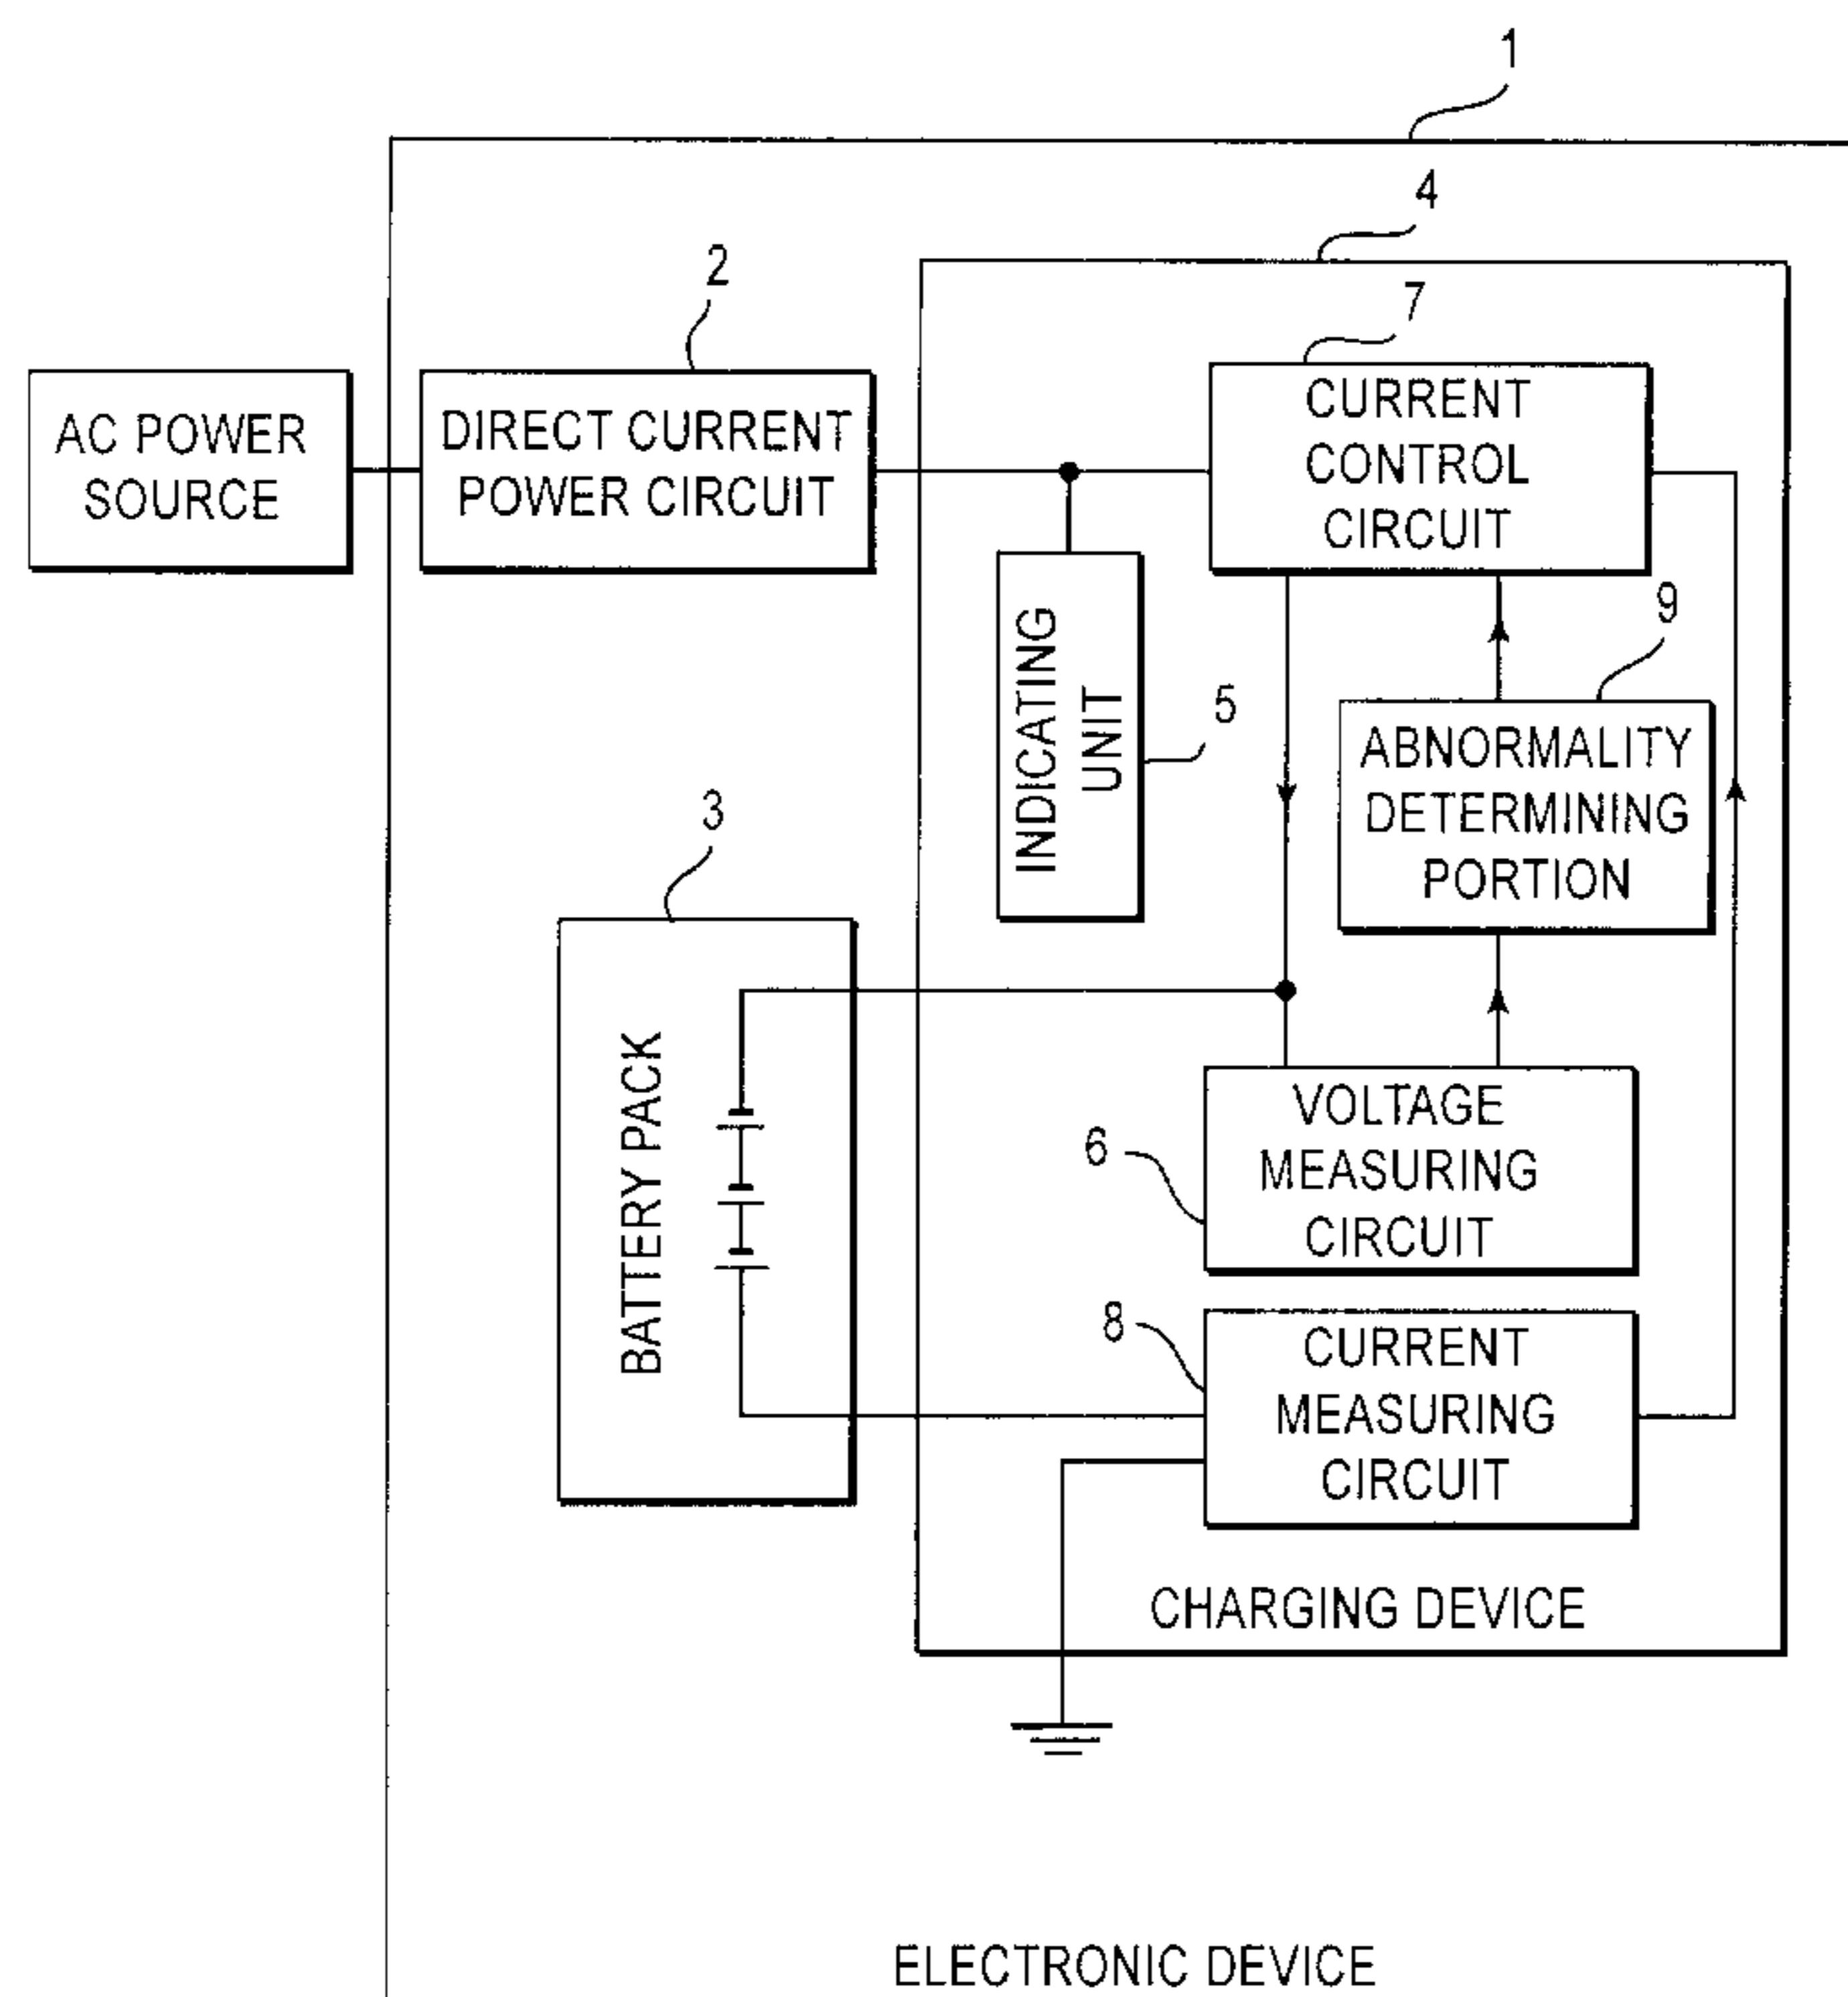 1
4
2
7
AC POWER
SOURCE
DIRECT CURRENT
POWER CIRCUIT
CURRENT
CONTROL
CIRCUIT
9
INDICATING
UNIT
5
ABNORMALITY
DETERMINING
PORTION
3
BATTERY PACK
6
VOLTAGE
MEASURING
CIRCUIT
8
CURRENT
MEASURING
CIRCUIT
CHARGING DEVICE
ELECTRONIC DEVICE